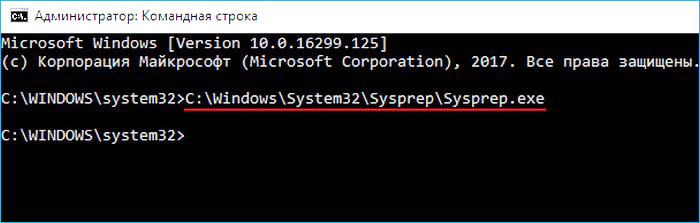 Администратор: Командная строка
Microsoft Windows [Version 10.0.16299.125]
(c) Корпорация Майкрософт (Microsoft Corporation), 2017. Все права защищены.
C:\WINDOWS\system32>C:\Windows\System32\Sysprep\Sysprep.exe
C:\WINDOWS\system32>